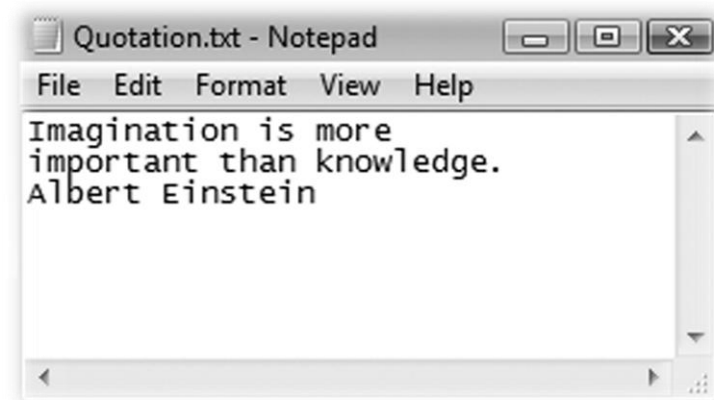 Quotation.txt - Notepad
File Edit Format View Help
Imagination is more
important than knowledge.
Albert Einstein